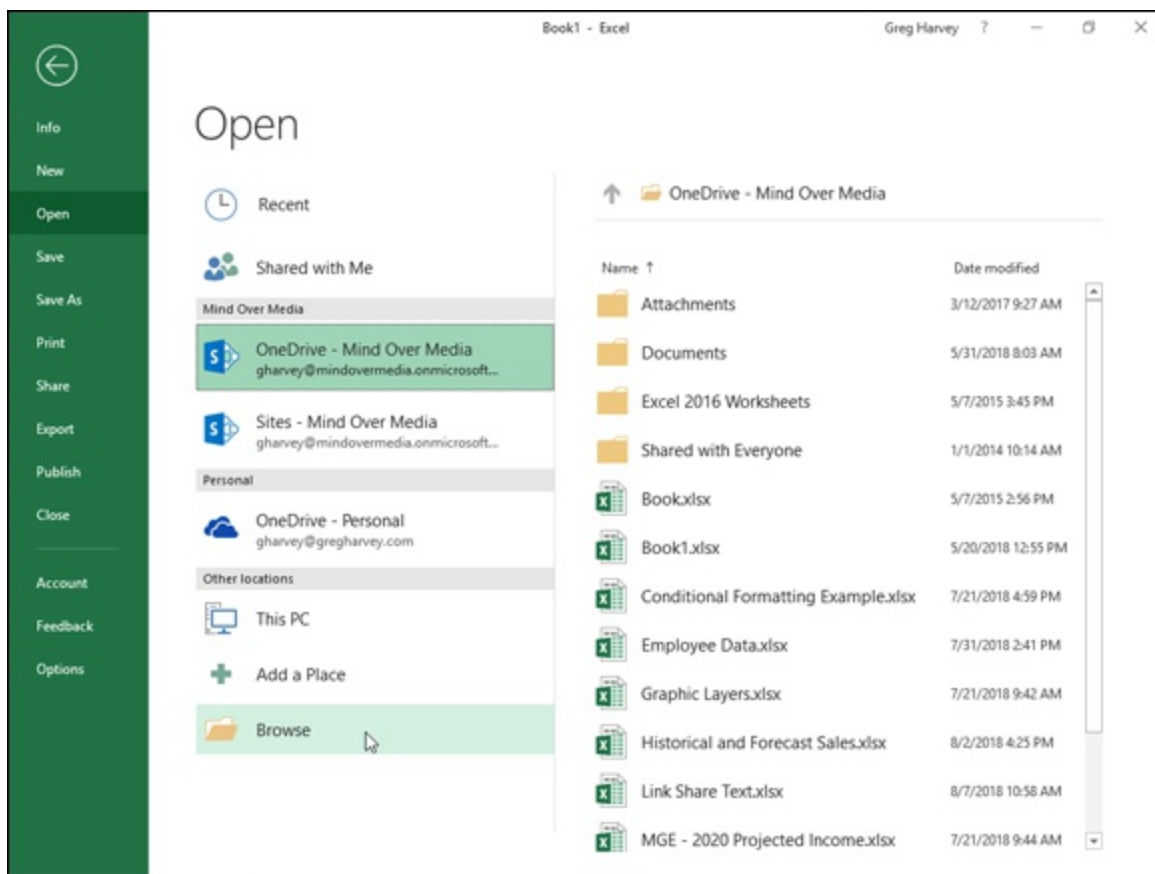 Book1 - Excel
Greg Harvey ?
Info
New
Open
Save
Save As
Print
Share
Export
Publish
Close
Account
Feedback
Options
Open
Recent
Shared with Me
Mind Over Media
OneDrive - Mind Over Media
gharvey@mindovermedia.onmicrosoft...
Sites - Mind Over Media
gharvey@mindovermedia.onmicrosoft...
Personal
OneDrive - Personal
gharvey@gregharvey.com
Other locations
This PC
Add a Place
Browse
OneDrive - Mind Over Media
Name ↑ Date modified
Attachments 3/12/2017 9:27 AM
Documents 5/31/2018 8:03 AM
Excel 2016 Worksheets 5/7/2015 3:45 PM
Shared with Everyone 1/1/2014 10:14 AM
Book.xlsx 5/7/2015 2:56 PM
Book1.xlsx 5/20/2018 12:55 PM
Conditional Formatting Example.xlsx 7/21/2018 4:59 PM
Employee Data.xlsx 7/31/2018 2:41 PM
Graphic Layers.xlsx 7/21/2018 9:42 AM
Historical and Forecast Sales.xlsx 8/2/2018 4:25 PM
Link Share Text.xlsx 8/7/2018 10:58 AM
MGE - 2020 Projected Income.xlsx 7/21/2018 9:44 AM